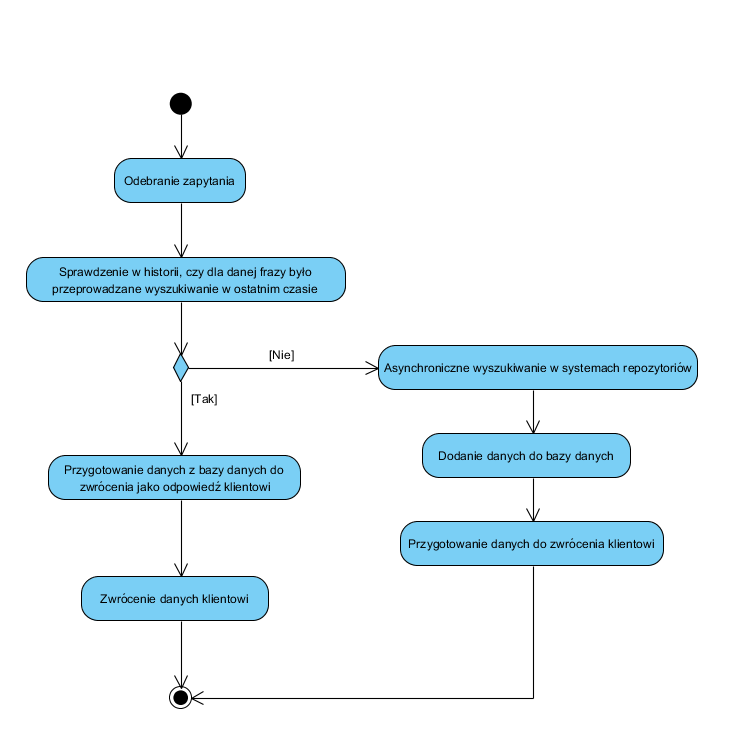 Odebranie zapytania
Sprawdzenie w historii, czy dla danej frazy było
przeprowadzane wyszukiwanie w ostatnim czasie
[Nie]
Asynchroniczne wyszukiwanie w systemach repozytoriów
[Tak]
Dodanie danych do bazy danych
Przygotowanie danych z bazy danych do
zwrócenia jako odpowiedź klientowi
Przygotowanie danych do zwrócenia klientowi
Zwrócenie danych klientowi